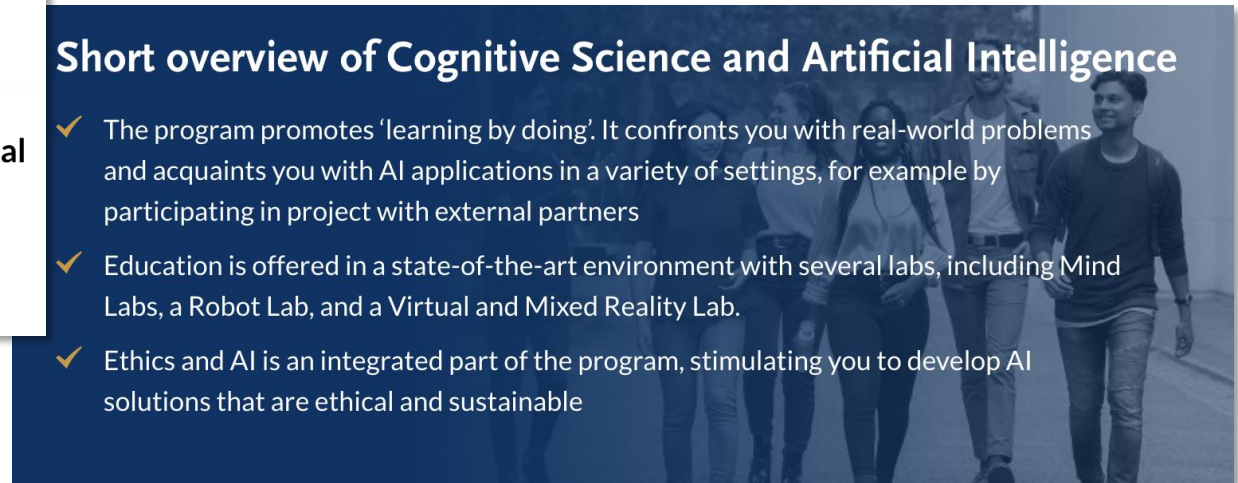 al
Short overview of Cognitive Science and Artificial Intelligence
The program promotes ‘learning by doing’. It confronts you with real-world problems
and acquaints you with AI applications in a variety of settings, for example by
participating in project with external partners
Education is offered in a state-of-the-art environment with several labs, including Mind
Labs, a Robot Lab, and a Virtual and Mixed Reality Lab.
Ethics and AI is an integrated part of the program, stimulating you to develop AI
solutions that are ethical and sustainable